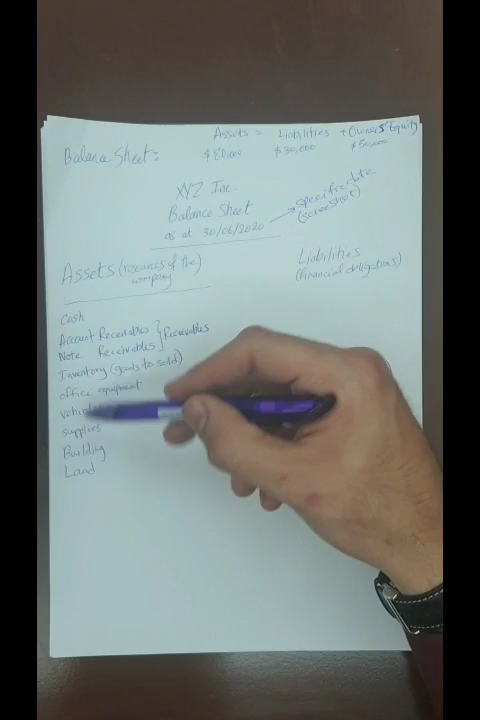 Assets = Liabilities + Owners' Equity
Balance Sheet:
$80,000 $30,000 $50,000
XYZ Inc.
Balance Sheet
as at 30/06/2020
specific date
(screenshot)
Assets (resources of the company)
Liabilities
(financial obligations)
Cash
Account Receivables
Note Receivables
Receivables
Inventory (goods to sold)
office equipment
supplies
Building
Land